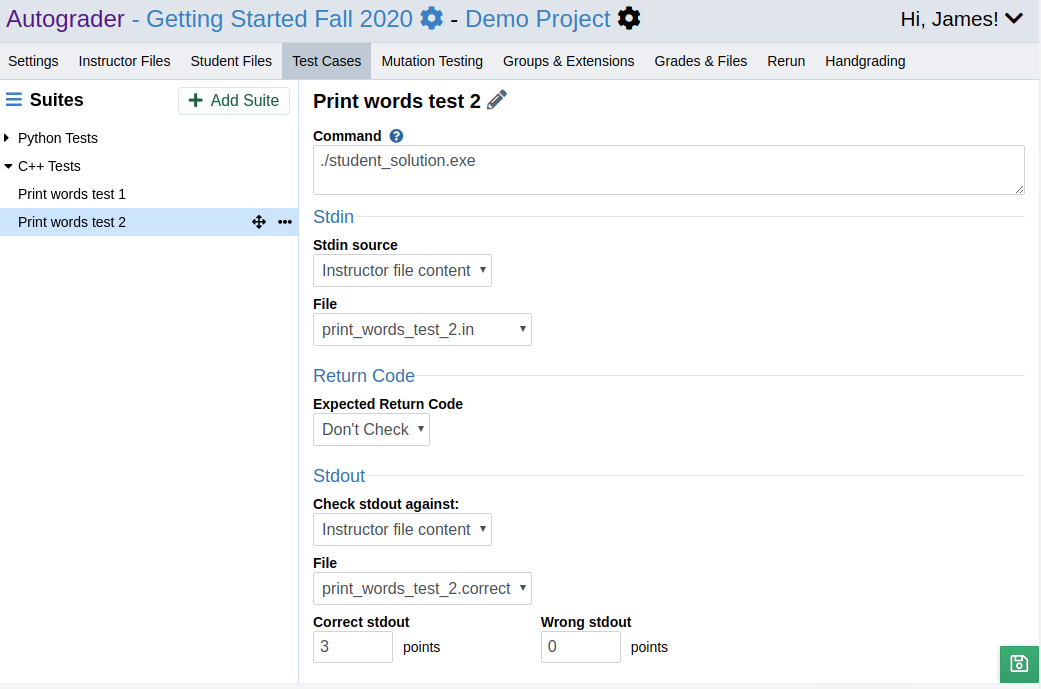 Autograder - Getting Started Fall 2020 - Demo Project Hi, James!
Settings Instructor Files Student Files Test Cases Mutation Testing Groups & Extensions Grades & Files Rerun Handgrading
Suites Add Suite
Python Tests
C++ Tests
Print words test 1
Print words test 2
Print words test 2
Command ?
./student_solution.exe
Stdin
Stdin source
Instructor file content
File
print_words_test_2.in
Return Code
Expected Return Code
Don't Check
Stdout
Check stdout against:
Instructor file content
File
print_words_test_2.correct
Correct stdout Wrong stdout
3 points 0 points